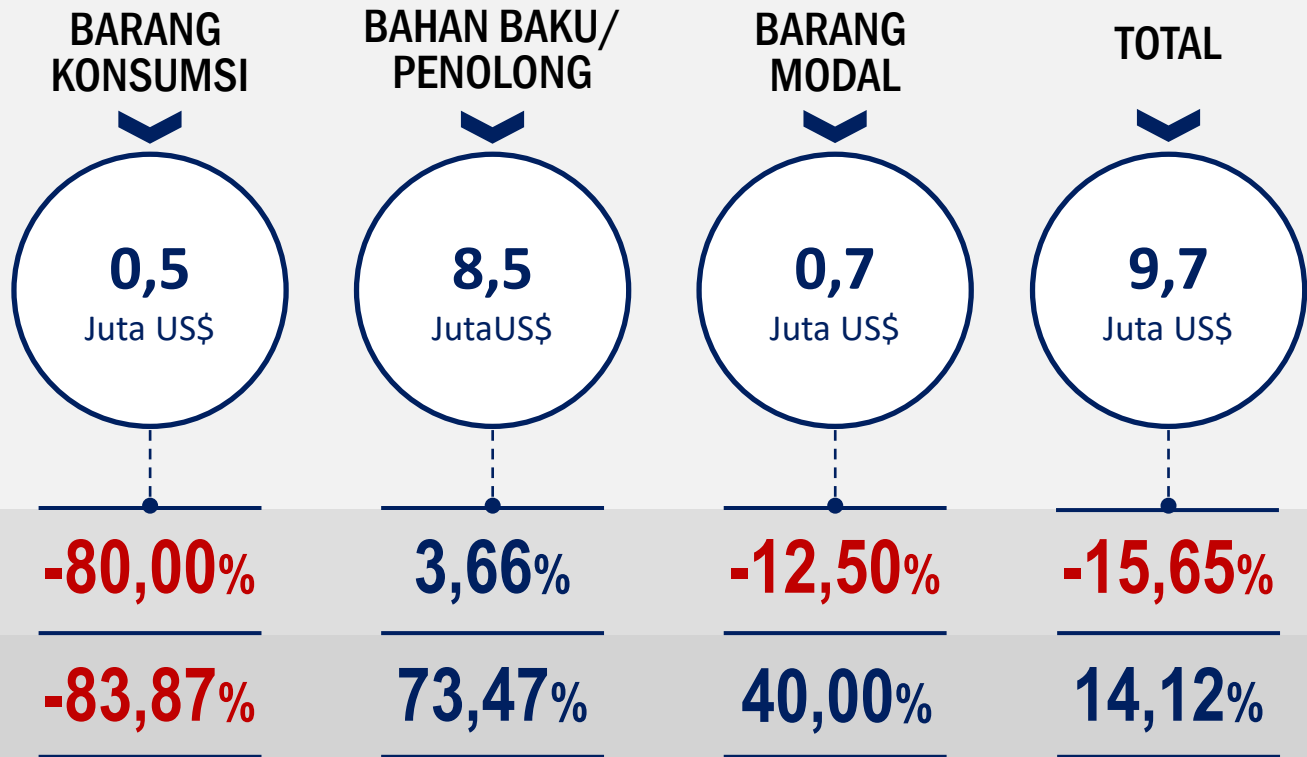 BARANG
KONSUMSI
BAHAN BAKU/
PENOLONG
BARANG
MODAL
TOTAL
0,5
Juta US$
8,5
JutaUS$
0,7
Juta US$
9,7
Juta US$
-80,00%
3,66%
-12,50%
-15,65%
-83,87%
73,47%
40,00%
14,12%